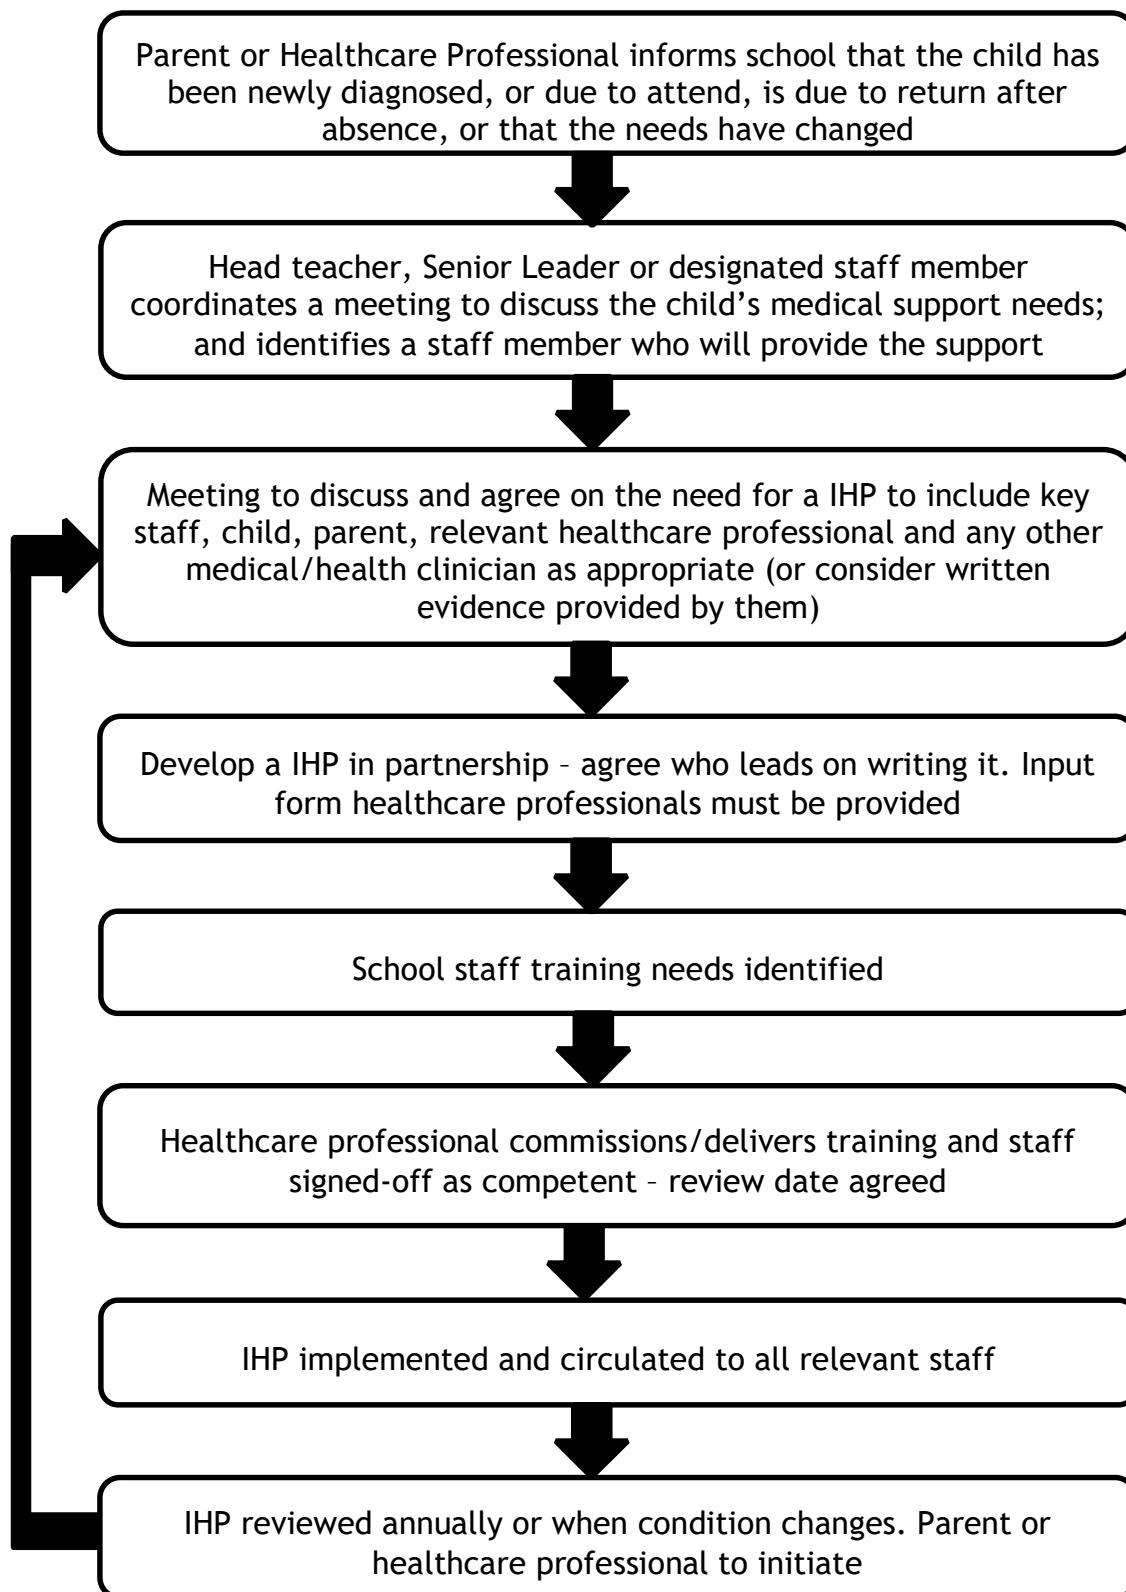 Parent or Healthcare Professional informs school that the child has
been newly diagnosed, or due to attend, is due to return after
absence, or that the needs have changed
Head teacher, Senior Leader or designated staff member
coordinates a meeting to discuss the child’s medical support needs;
and identifies a staff member who will provide the support
Meeting to discuss and agree on the need for a IHP to include key
staff, child, parent, relevant healthcare professional and any other
medical/health clinician as appropriate (or consider written
evidence provided by them)
Develop a IHP in partnership – agree who leads on writing it. Input
form healthcare professionals must be provided
School staff training needs identified
Healthcare professional commissions/delivers training and staff
signed-off as competent – review date agreed
IHP implemented and circulated to all relevant staff
IHP reviewed annually or when condition changes. Parent or
healthcare professional to initiate